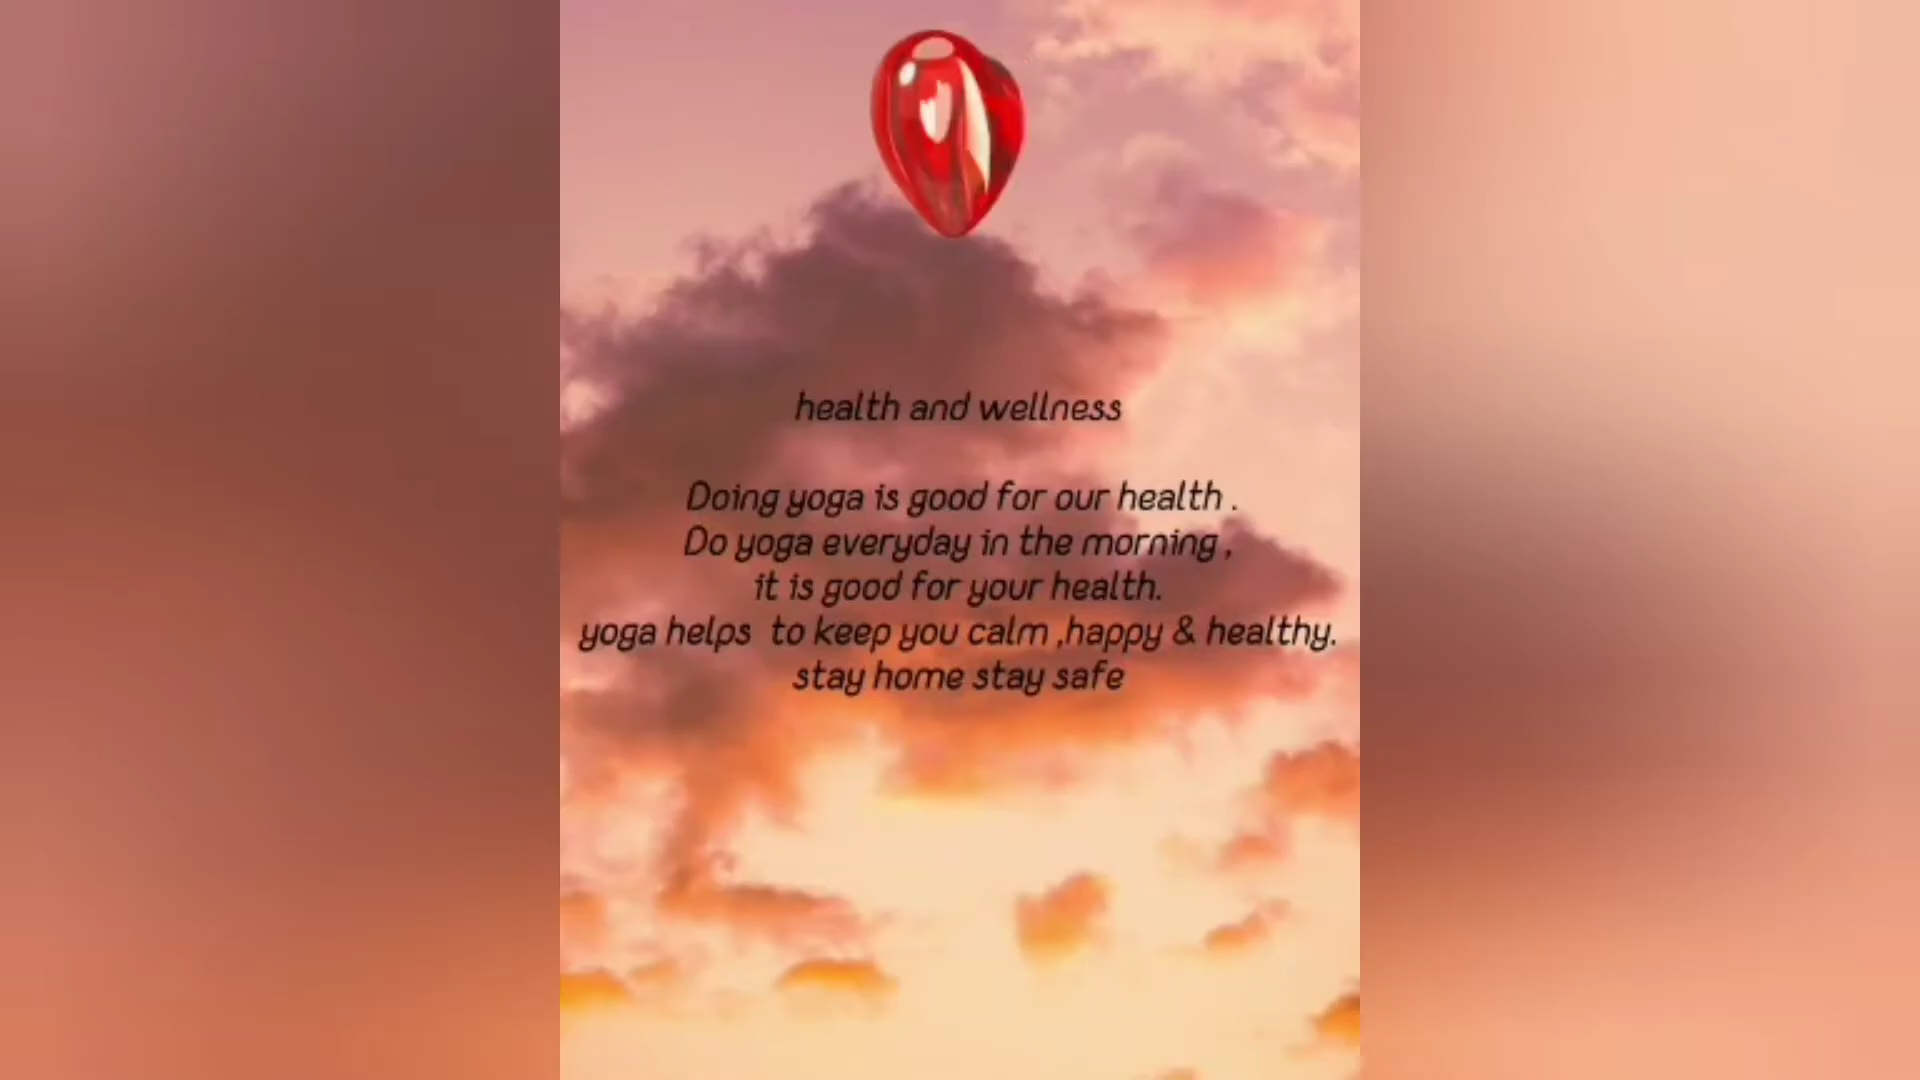 health and wellness
Doing yoga is good for our health .
Do yoga everyday in the morning ,
it is good for your health.
yoga helps  to keep you calm ,happy & healthy.
stay home stay safe